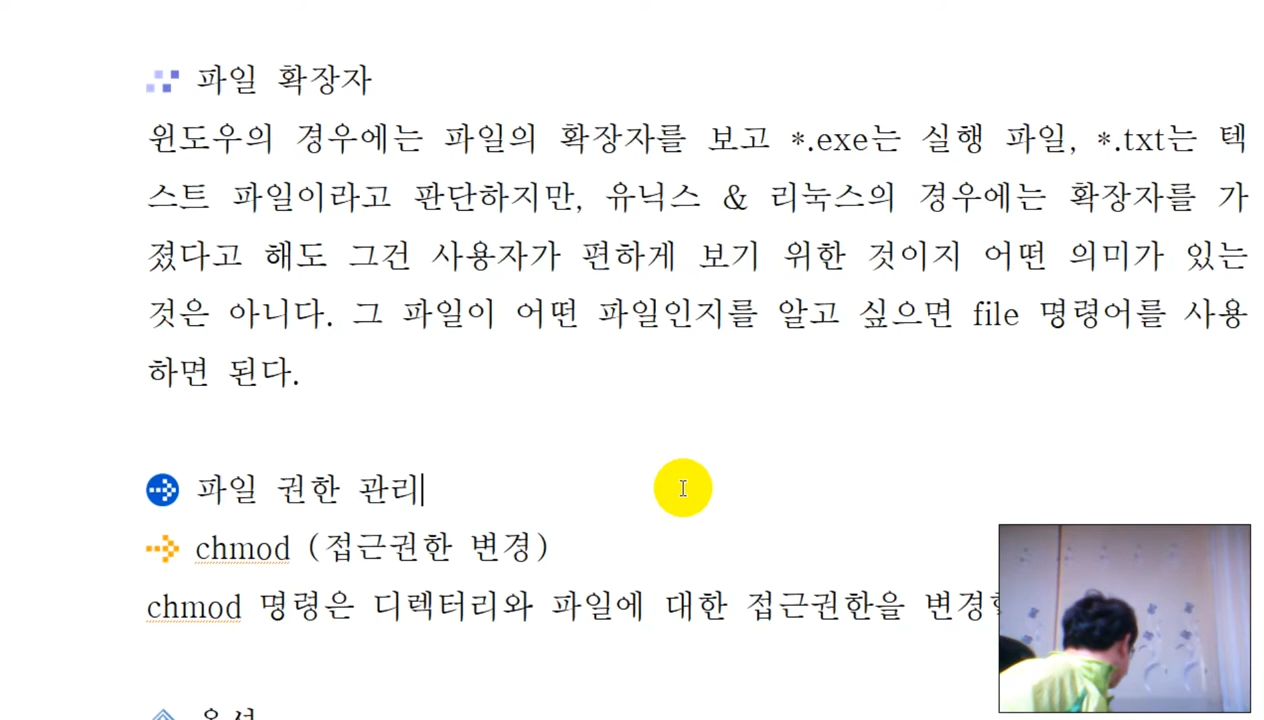 파일 확장자
윈도우의 경우에는 파일의 확장자를 보고 *.exe는 실행 파일, *.txt는 텍
스트 파일이라고 판단하지만, 유닉스 & 리눅스의 경우에는 확장자를 가
졌다고 해도 그건 사용자가 편하게 보기 위한 것이지 어떤 의미가 있는
것은 아니다. 그 파일이 어떤 파일인지를 알고 싶으면 file 명령어를 사용
하면 된다.
파일 권한 관리
chmod (접근권한 변경)
chmod 명령은 디렉터리와 파일에 대한 접근권한을